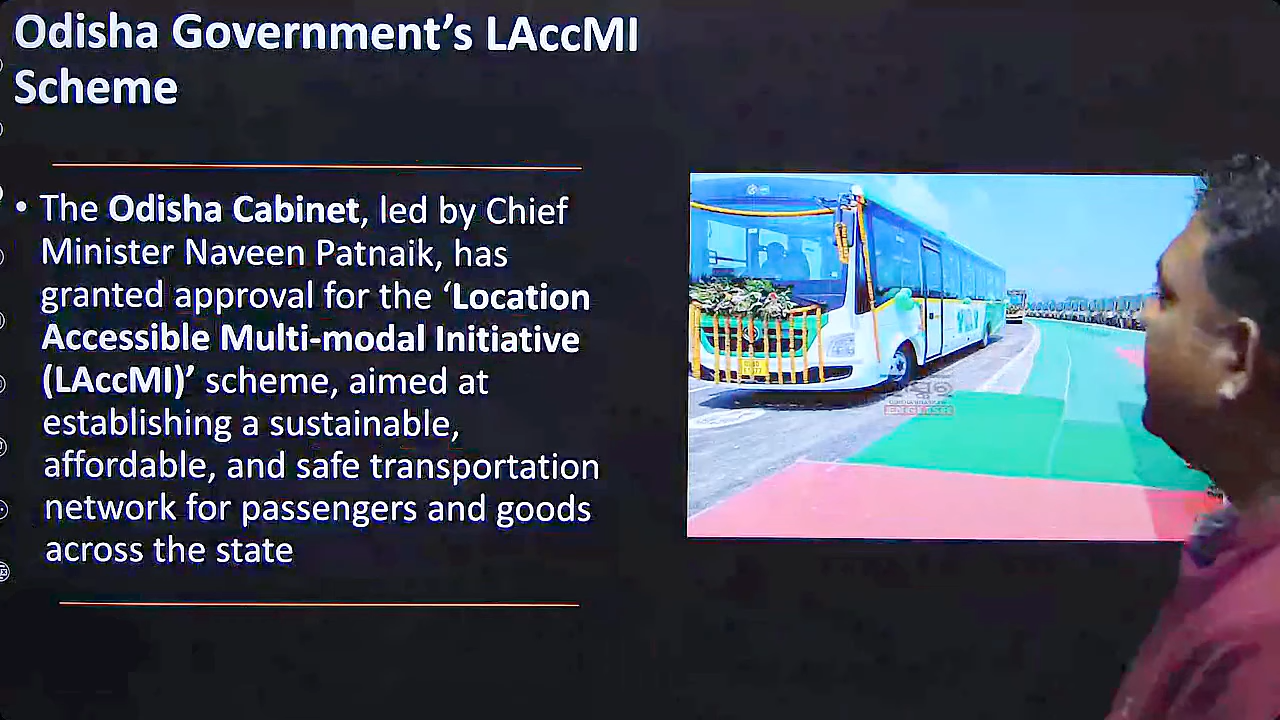 Odisha Government’s LAccMI
Scheme
• The Odisha Cabinet, led by Chief
Minister Naveen Patnaik, has
granted approval for the ‘Location
Accessible Multi-modal Initiative
(LAccMI)’ scheme, aimed at
establishing a sustainable,
affordable, and safe transportation
network for passengers and goods
across the state
ENGLISH